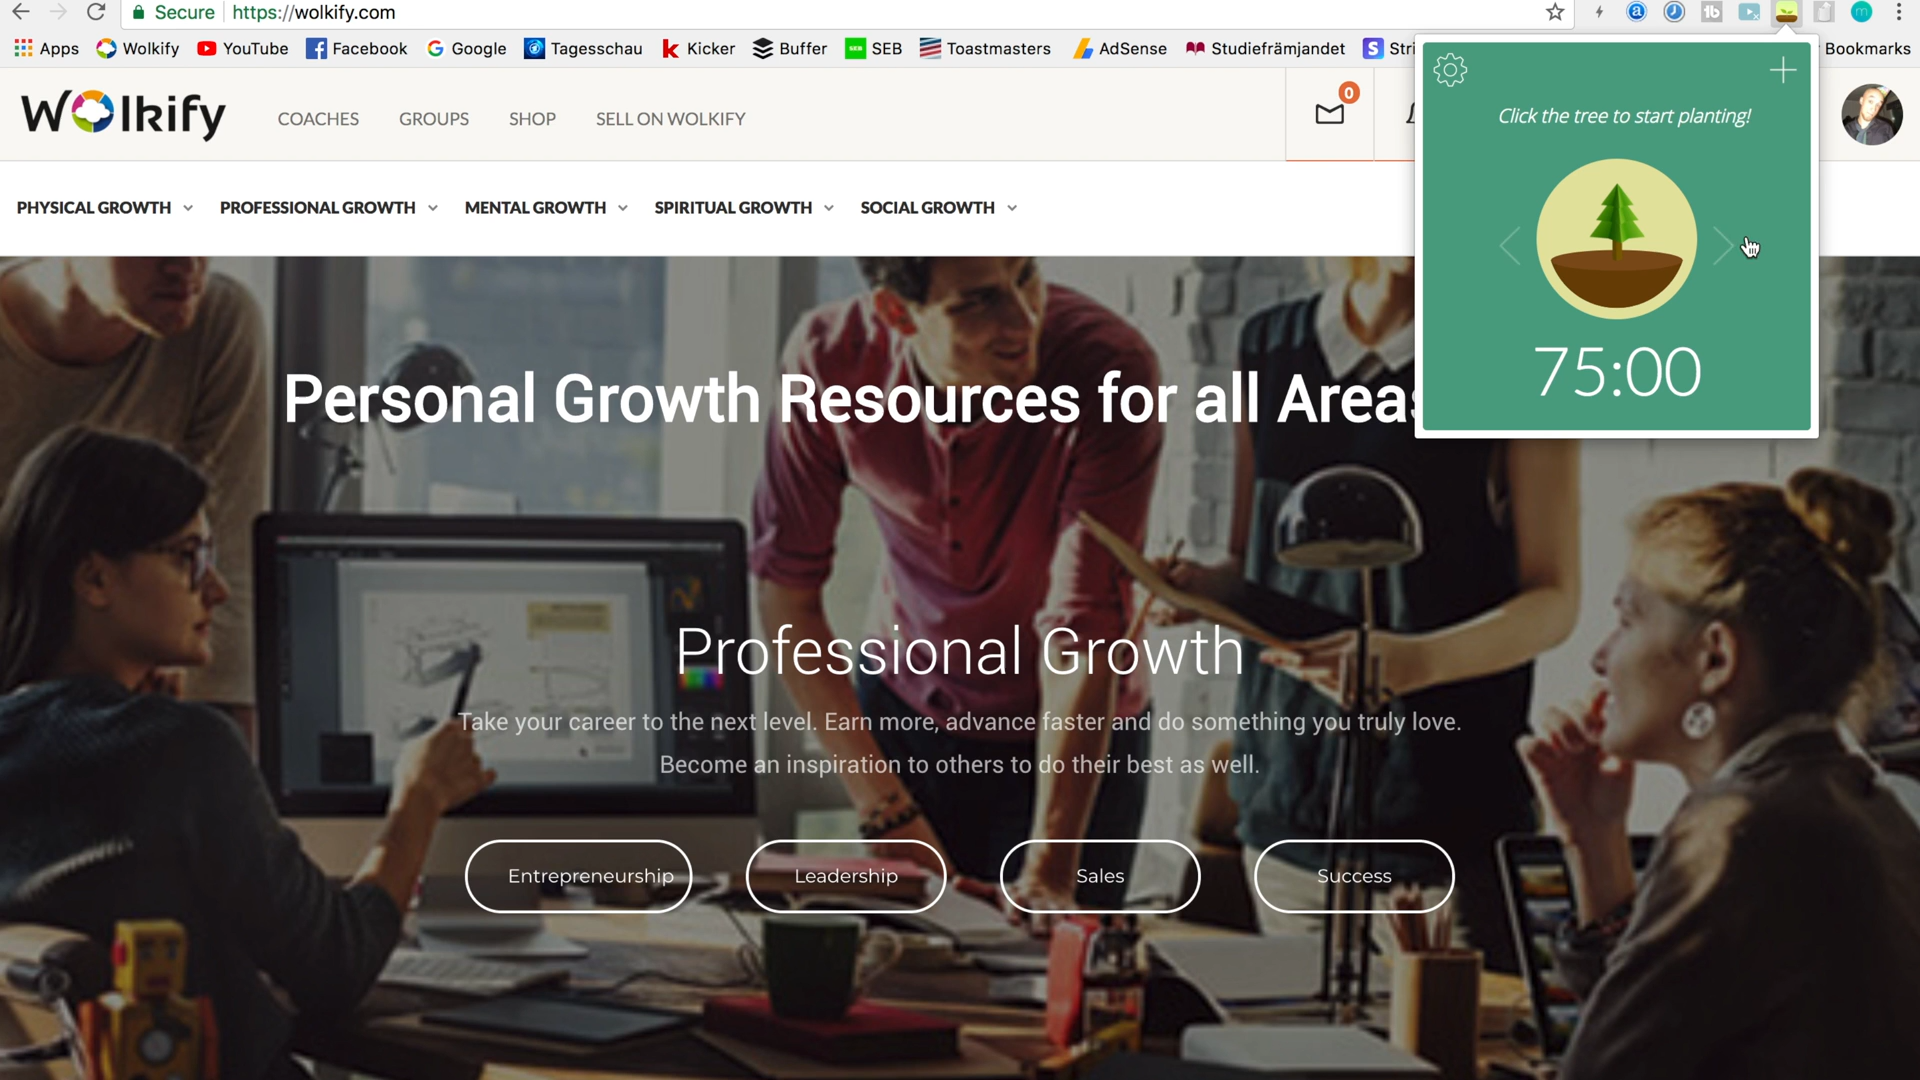 Secure https://wolkify.com
Apps Wolkify YouTube Facebook Google Tagesschau Kicker Buffer SEB Toastmasters AdSense Studiefrämjandet Stri Bookmarks
Wolkify COACHES GROUPS SHOP SELL ON WOLKIFY 0
Click the tree to start planting!
PHYSICAL GROWTH PROFESSIONAL GROWTH MENTAL GROWTH SPIRITUAL GROWTH SOCIAL GROWTH
75:00
Personal Growth Resources for all Areas
Professional Growth
Take your career to the next level. Earn more, advance faster and do something you truly love.
Become an inspiration to others to do their best as well.
Entrepreneurship Leadership Sales Success